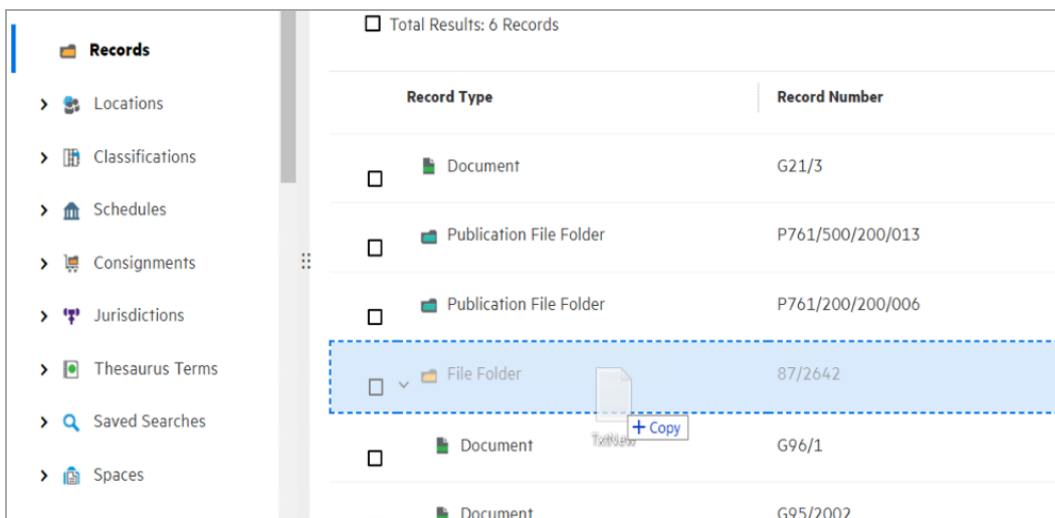 Records
Locations
Classifications
Schedules
Consignments
Jurisdictions
Thesaurus Terms
Saved Searches
Spaces
Total Results: 6 Records
Record Type Record Number
Document G21/3
Publication File Folder P761/500/200/013
Publication File Folder P761/200/200/006
File Folder 87/2642
TxtNew + Copy
Document G96/1
Document G95/2002